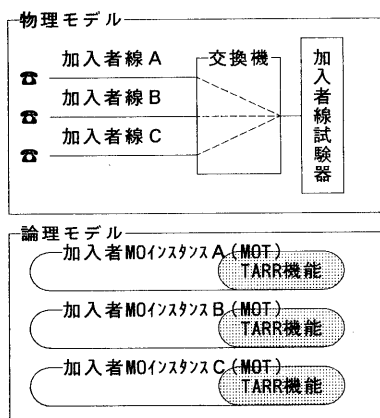 物理モデル
加入者線A
加入者線B
加入者線C
交換機
加入者線試験器
論理モデル
加入者MOインスタンスA(MOT)
TARR機能
加入者MOインスタンスB(MOT)
TARR機能
加入者MOインスタンスC(MOT)
TARR機能